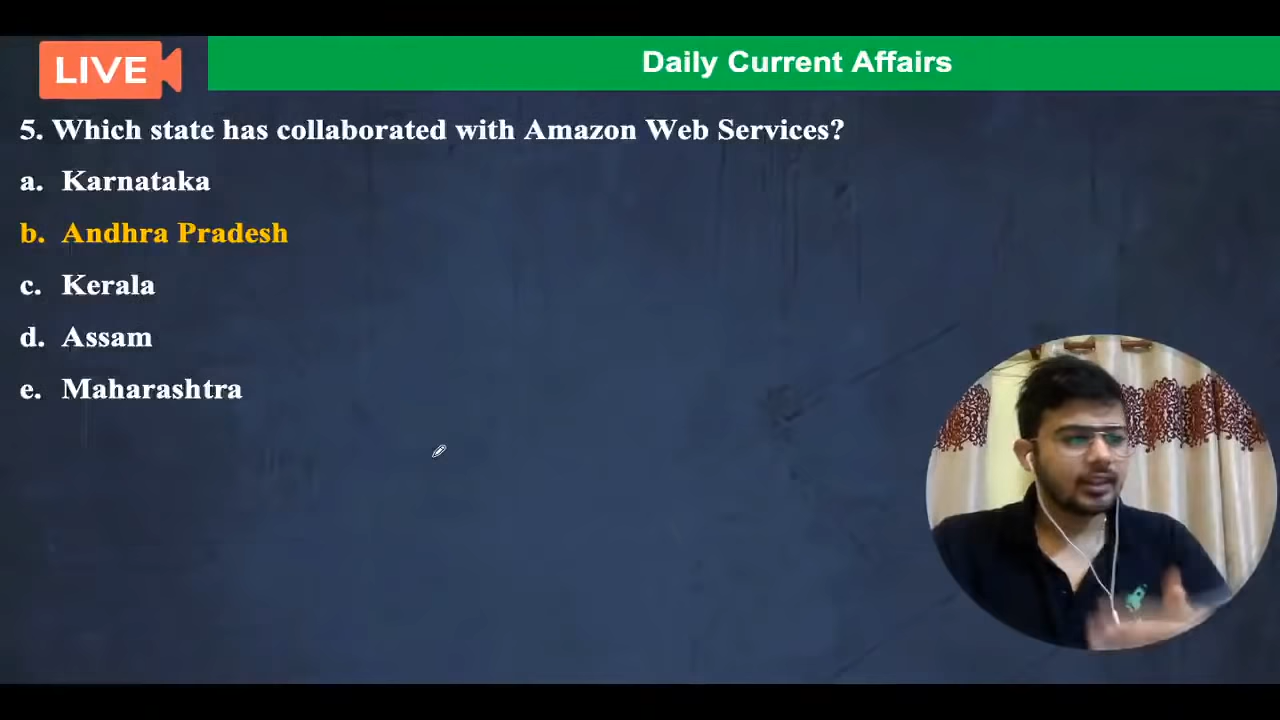 LIVE
Daily Current Affairs
5. Which state has collaborated with Amazon Web Services?
a. Karnataka
b. Andhra Pradesh
c. Kerala
d. Assam
e. Maharashtra